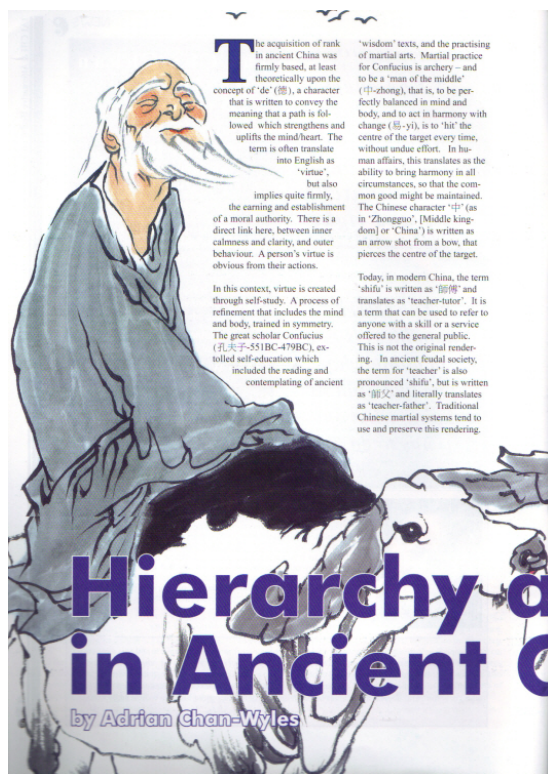 The acquisition of rank
in ancient China was
firmly based, at least
theoretically upon the
concept of 'de' (德), a character
that is written to convey the
meaning that a path is fol-
lowed which strengthens and
uplifts the mind/heart. The
term is often translate
into English as
'virtue',
but also
implies quite firmly,
the earning and establishment
of a moral authority. There is a
direct link here, between inner
calmness and clarity, and outer
behaviour. A person's virtue is
obvious from their actions.
In this context, virtue is created
through self-study. A process of
refinement that includes the mind
and body, trained in symmetry.
The great scholar Confucius
(孔夫子-551BC-479BC), ex-
tolled self-education which
included the reading and
contemplating of ancient
'wisdom' texts, and the practising
of martial arts. Martial practice
for Confucius is archery – and
to be a 'man of the middle'
(中-zhong), that is, to be per-
fectly balanced in mind and
body, and to act in harmony with
change (易-yi), is to 'hit' the
centre of the target every time,
without undue effort. In hu-
man affairs, this translates as the
ability to bring harmony in all
circumstances, so that the com-
mon good might be maintained.
The Chinese character '中' (as
in 'Zhongguo', [Middle king-
dom] or 'China') is written as
an arrow shot from a bow, that
pierces the centre of the target.
Today, in modern China, the term
'shifu' is written as '師傅' and
translates as 'teacher-tutor'. It is
a term that can be used to refer to
anyone with a skill or a service
offered to the general public.
This is not the original render-
ing. In ancient feudal society,
the term for 'teacher' is also
pronounced 'shifu', but is written
as '師父' and literally translates
as 'teacher-father'. Traditional
Chinese martial systems tend to
use and preserve this rendering.
Hierarchy a
in Ancient C
by Adrian Chan-Wyles